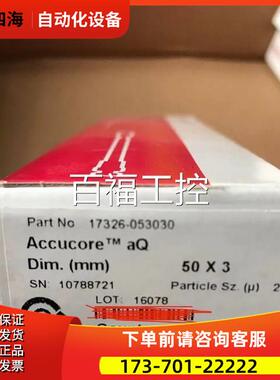 四海 自动化设备
百福工控
Part No 17326-053030
Accucore™ aQ
Dim. (mm) 50 X 3
SN: 10788721 Particle Sz. (µ) 2
LOT: 16078
下单前请咨询客服
173-701-22222